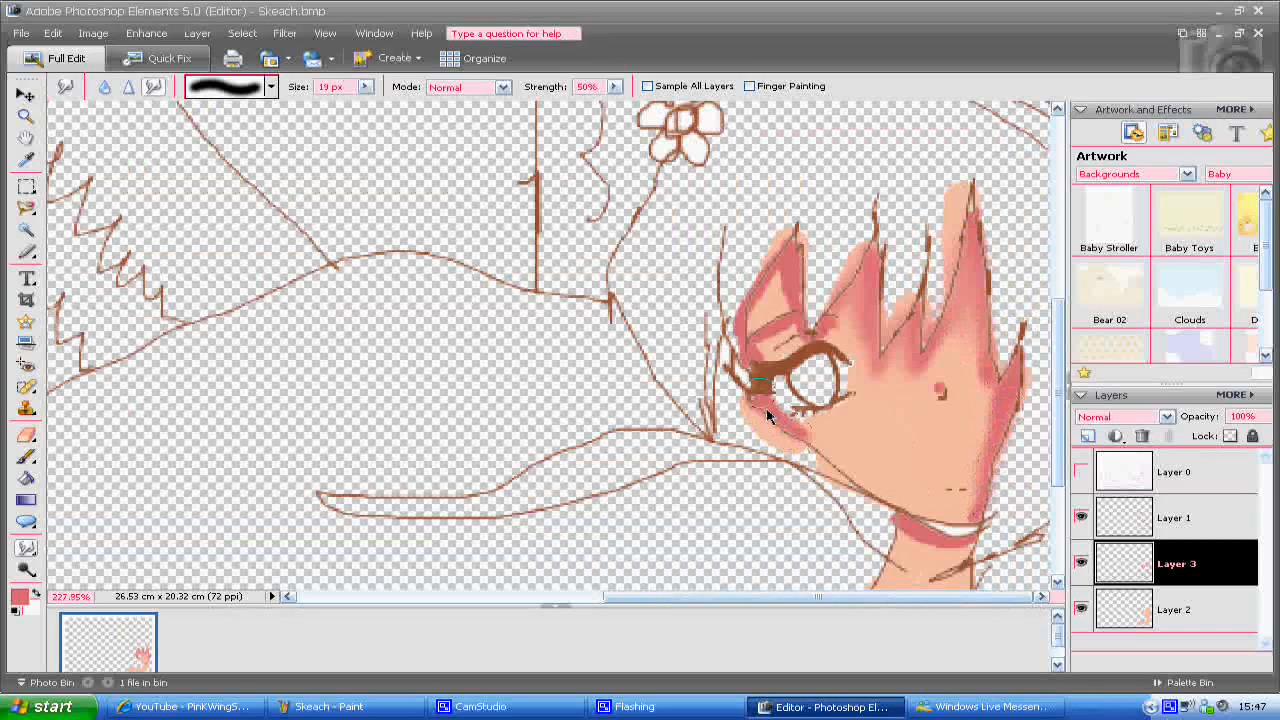 Adobe Photoshop Elements 5.0 (Editor) - Skeach.bmp
File Edit Image Enhance Layer Select Filter View Window Help Type a question for help
Full Edit Quick Fix Create Organize
Size: 19 px Mode: Normal Strength: 50% Sample All Layers Finger Painting
Artwork and Effects MORE
T
Artwork
Backgrounds Baby
Baby Stroller Baby Toys E
Bear 02 Clouds D
Layers MORE
Normal Opacity: 100%
Lock:
Layer 0
Layer 1
Layer 3
Layer 2
T
227.95% 26.53 cm x 20.32 cm (72 ppi)
Photo Bin 1 file in bin Palette Bin
start YouTube - PinkWingS... Skeach - Paint CamStudio Flashing Editor - Photoshop El... Windows Live Messen... 15:47